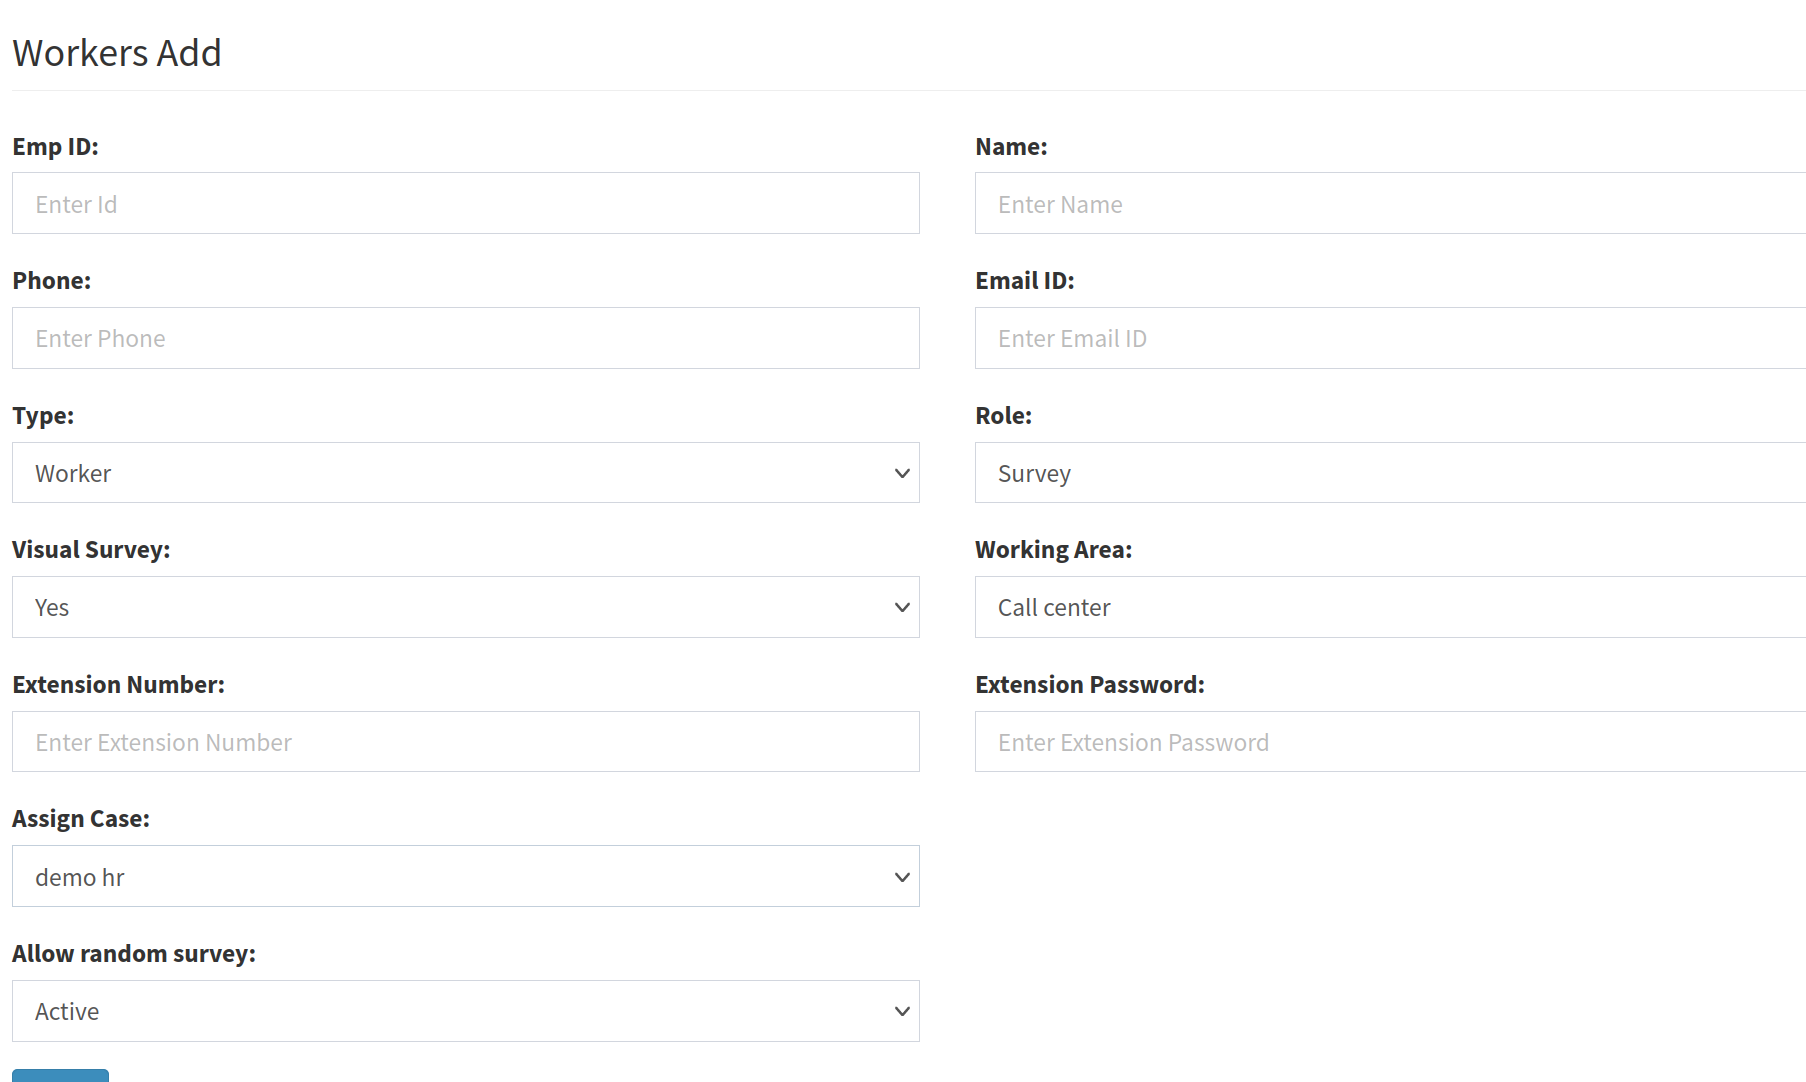 Workers Add
Emp ID:
Name:
Enter Id
Enter Name
Phone:
Email ID:
Enter Phone
Enter Email ID
Type:
Role:
Worker
Survey
Visual Survey:
Working Area:
Yes
Call center
Extension Number:
Extension Password:
Enter Extension Number
Enter Extension Password
Assign Case:
demo hr
Allow random survey:
Active